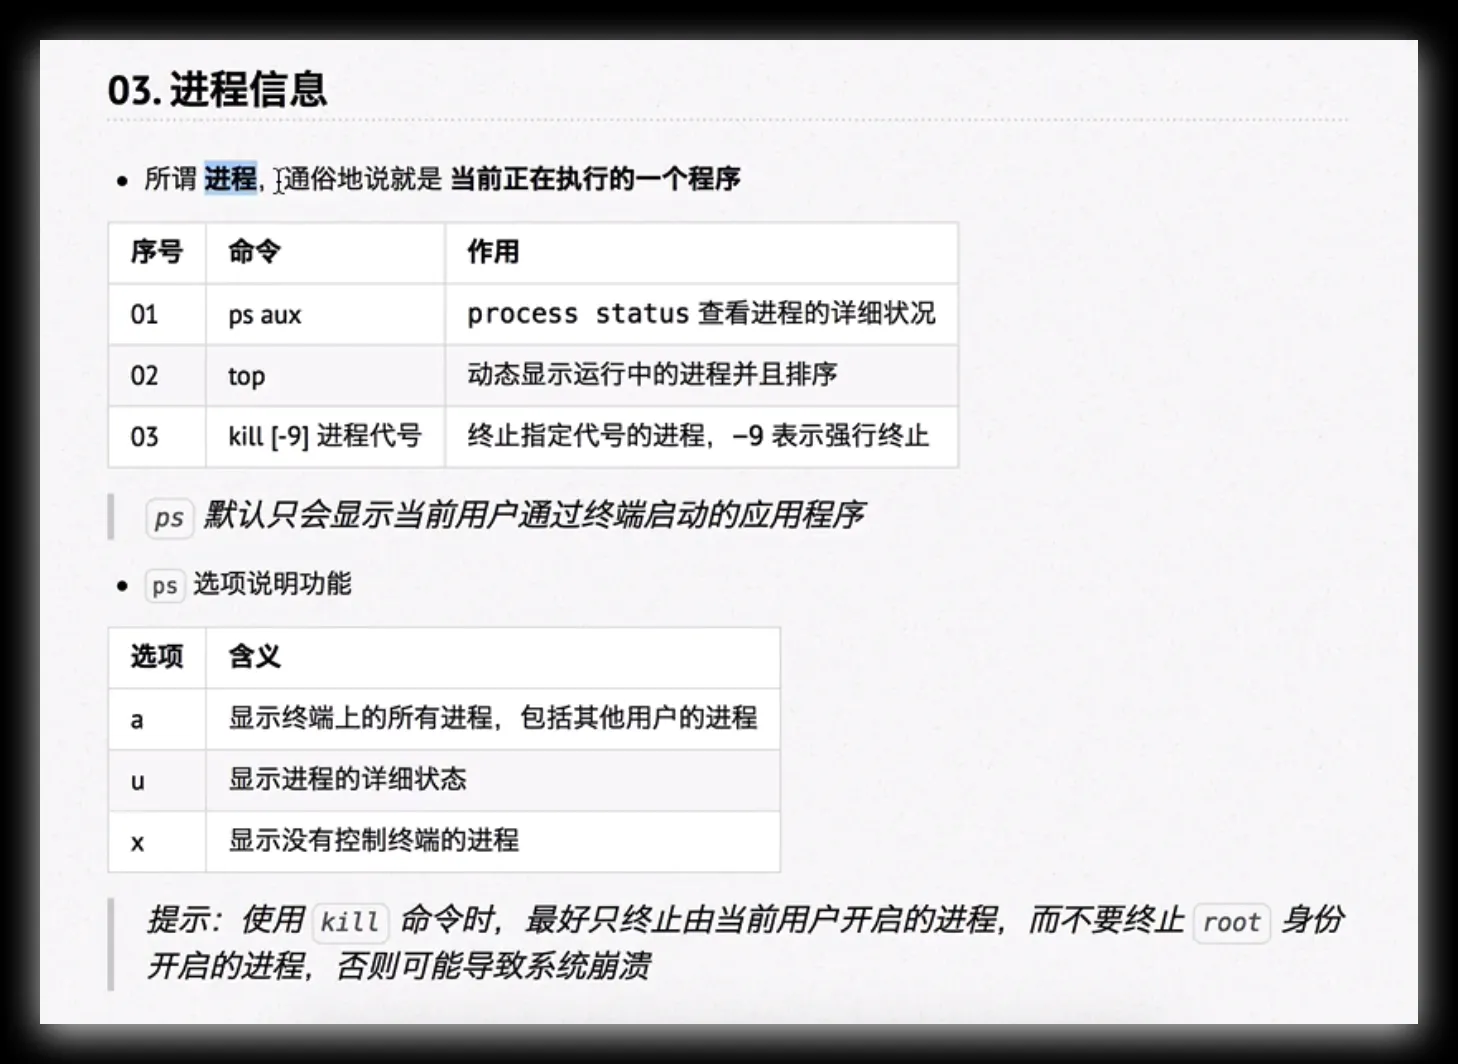 03. 进程信息
所谓 进程, 通俗地说就是 当前正在执行的一个程序
序号 命令 作用
01 ps aux process status 查看进程的详细状况
02 top 动态显示运行中的进程并且排序
03 kill [-9] 进程代号 终止指定代号的进程，-9 表示强行终止
ps 默认只会显示当前用户通过终端启动的应用程序
ps 选项说明功能
选项 含义
a 显示终端上的所有进程，包括其他用户的进程
u 显示进程的详细状态
x 显示没有控制终端的进程
提示：使用 kill 命令时，最好只终止由当前用户开启的进程，而不要终止 root 身份
开启的进程，否则可能导致系统崩溃